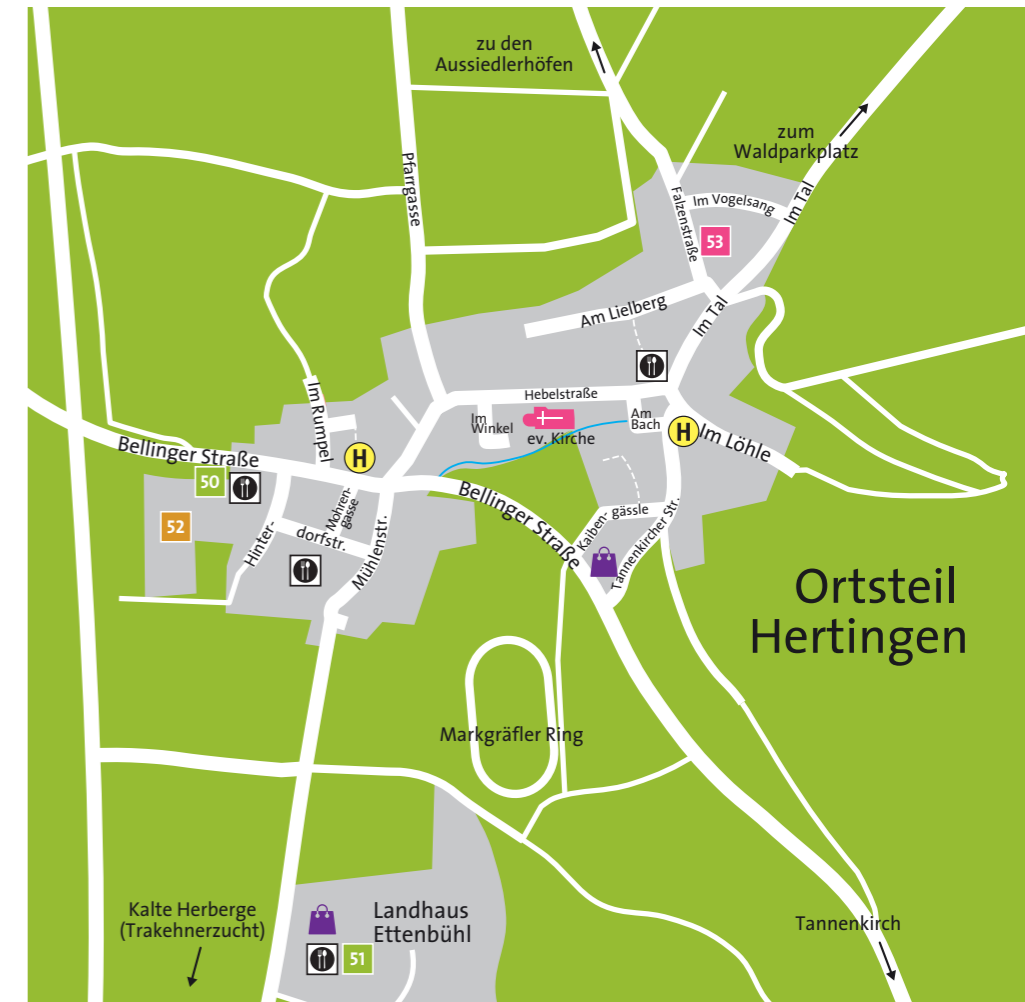 zu den
Aussiedlerhöfen
zum
Waldparkplatz
Pfarrgasse
Falzenstraße
Im Vogelsang
Im Tal
53
Am Lielberg
Im Tal
Hebelstraße
Im
Winkel
ev. Kirche
Am
Bach
H
Im Löhle
Im Rumpel
H
Bellinger Straße
50
52
Hinter-
dorfstr.
Mohren-
gasse
Mühlenstr.
Bellinger Straße
Kaiben-
gässle
Tannenkircher Str.
Ortsteil
Hertingen
Markgräfler Ring
Kalte Herberge
(Trakehnerzucht)
Landhaus
Ettenbühl
51
Tannenkirch